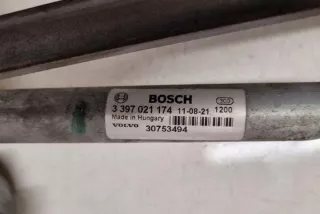 BOSCH
3 397 021 174 11-08-21 1200
Made in Hungary
VOLVO 30753494